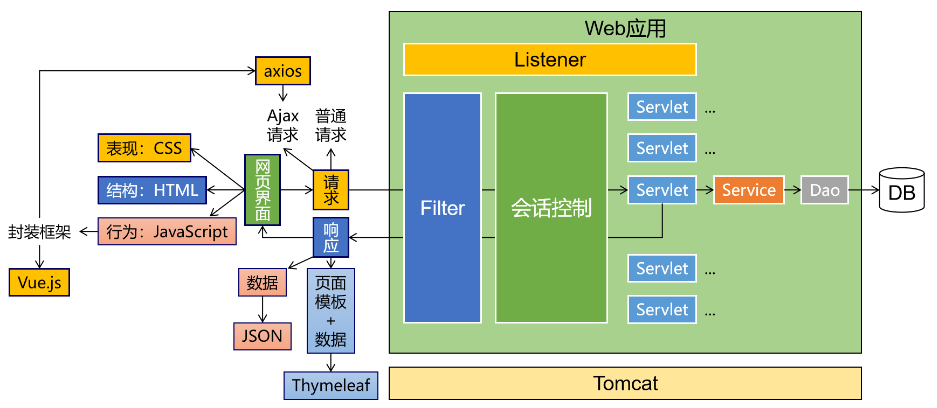 Web应用
Listener
axios
Ajax
请求
普通
请求
表现：CSS
结构：HTML
行为：JavaScript
网页界面
请求
响应
封装框架
Vue.js
数据
JSON
页面
模板
+
数据
Thymeleaf
Filter
会话控制
Servlet ...
Servlet ...
Servlet
Service
Dao
DB
Servlet ...
Servlet ...
Tomcat